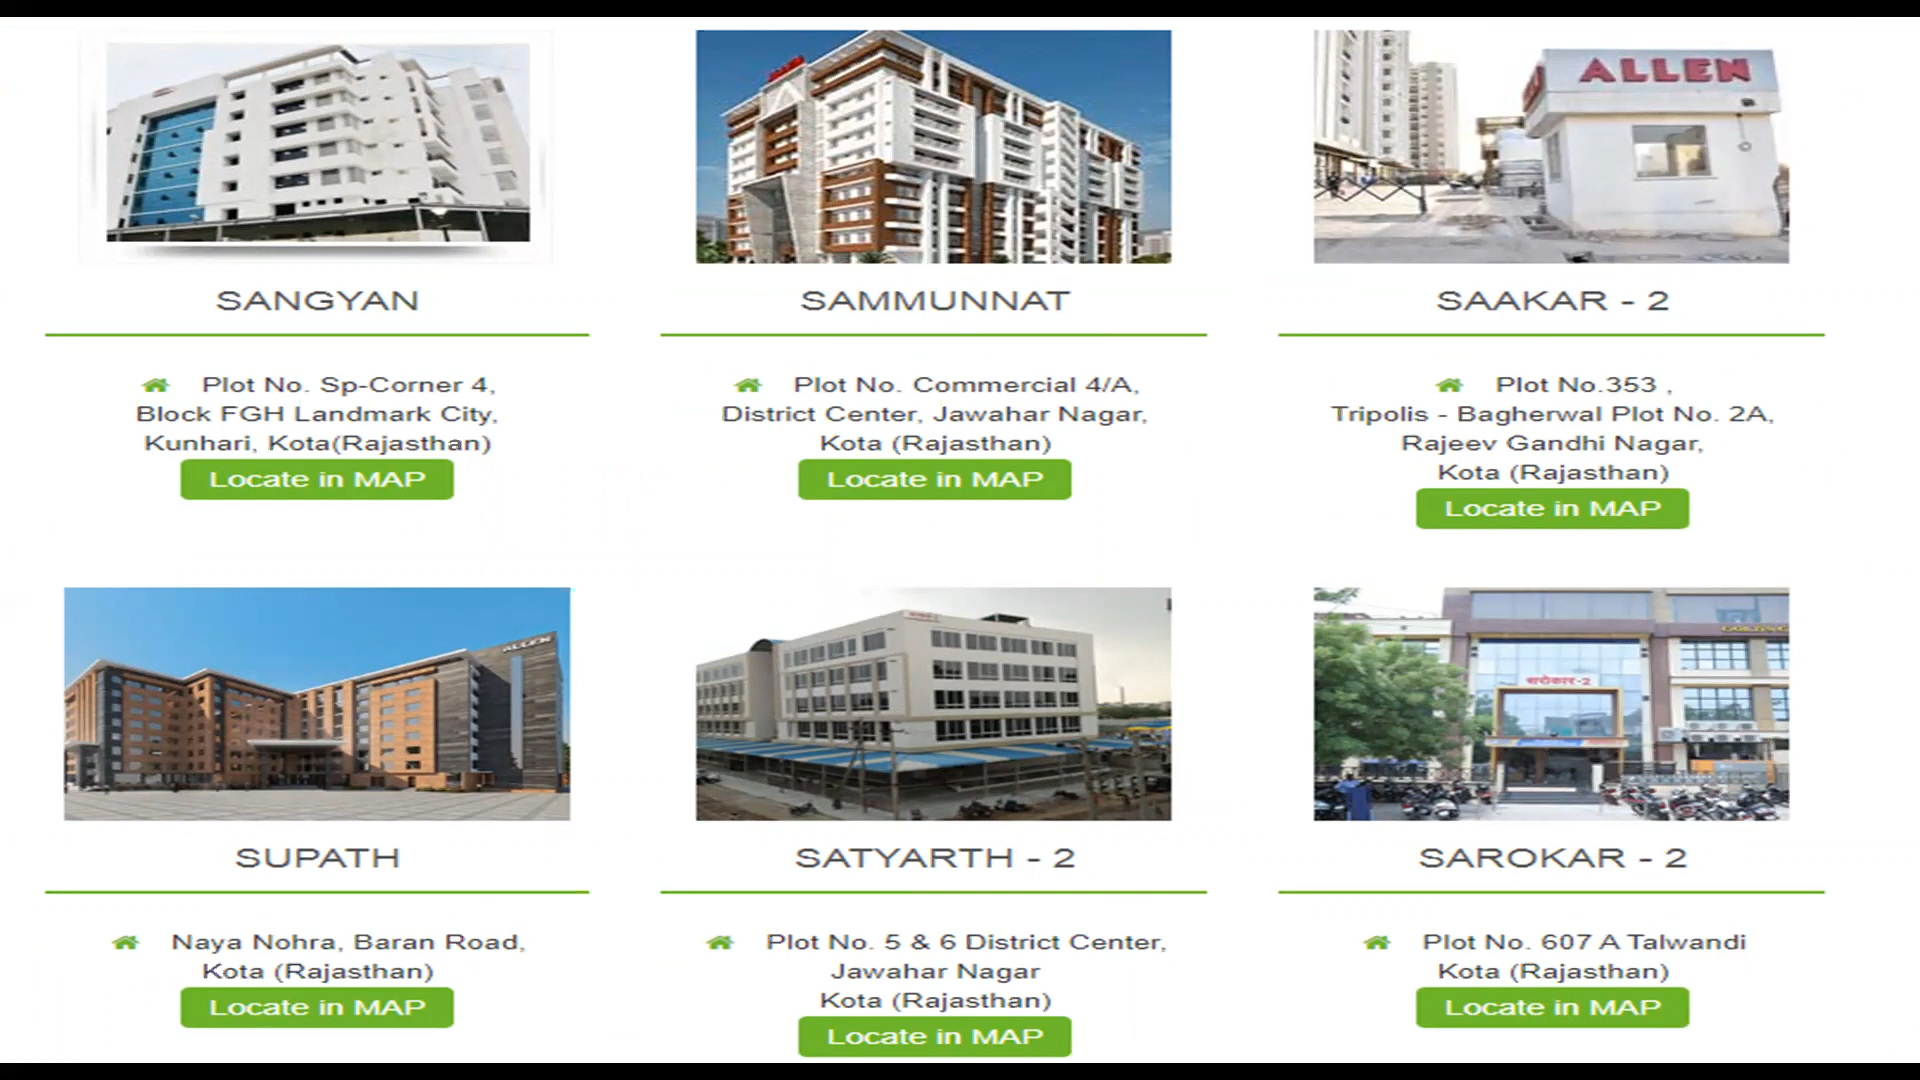 ALLEN
SANGYAN
Plot No. Sp-Corner 4,
Block FGH Landmark City,
Kunhari, Kota(Rajasthan)
Locate in MAP
SAMMUNNAT
Plot No. Commercial 4/A,
District Center, Jawahar Nagar,
Kota (Rajasthan)
Locate in MAP
SAAKAR - 2
Plot No.353 ,
Tripolis - Bagherwal Plot No. 2A,
Rajeev Gandhi Nagar,
Kota (Rajasthan)
Locate in MAP
ALLEN
सरोकार-2
SUPATH
Naya Nohra, Baran Road,
Kota (Rajasthan)
Locate in MAP
SATYARTH - 2
Plot No. 5 & 6 District Center,
Jawahar Nagar
Kota (Rajasthan)
Locate in MAP
SAROKAR - 2
Plot No. 607 A Talwandi
Kota (Rajasthan)
Locate in MAP